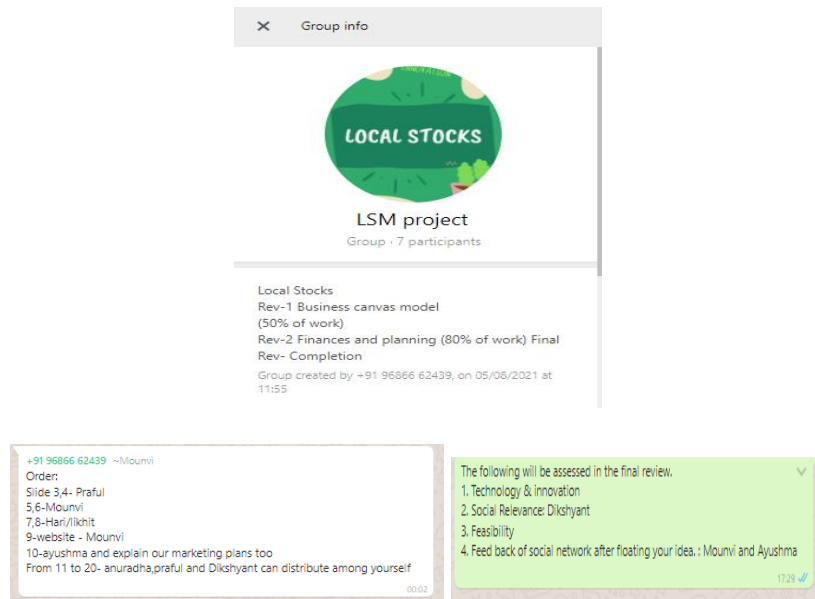 Group info
LOCAL STOCKS
LSM project
Group · 7 participants
Local Stocks
Rev-1 Business canvas model
(50% of work)
Rev-2 Finances and planning (80% of work) Final
Rev- Completion
Group created by +91 96866 62439, on 05/08/2021 at
11:55
+91 96866 62439 ~Mounvi
Order:
Slide 3,4- Praful
5,6-Mounvi
7,8-Hari/likhit
9-website - Mounvi
10-ayushma and explain our marketing plans too
From 11 to 20- anuradha,praful and Dikshyant can distribute among yourself
00:02
The following will be assessed in the final review.
1. Technology & innovation
2. Social Relevance: Dikshyant
3. Feasibility
4. Feed back of social network after floating your idea. : Mounvi and Ayushma
17:29